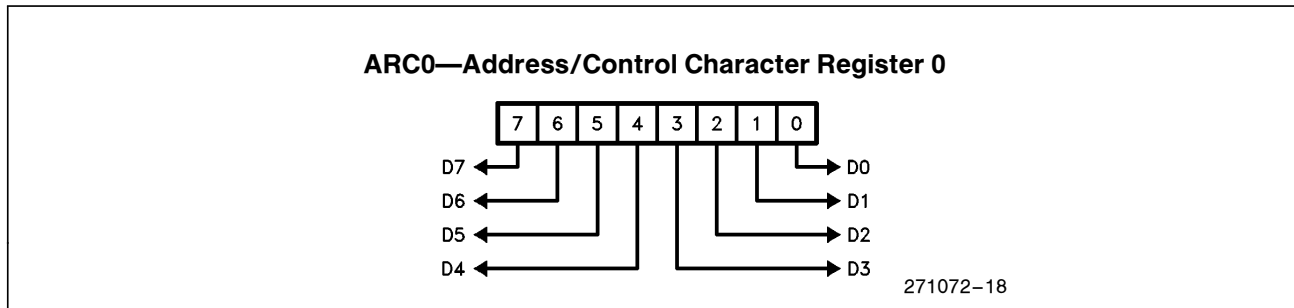 ARC0—Address/Control Character Register 0
7 6 5 4 3 2 1 0
D7 D0
D6 D1
D5 D2
D4 D3
271072–18